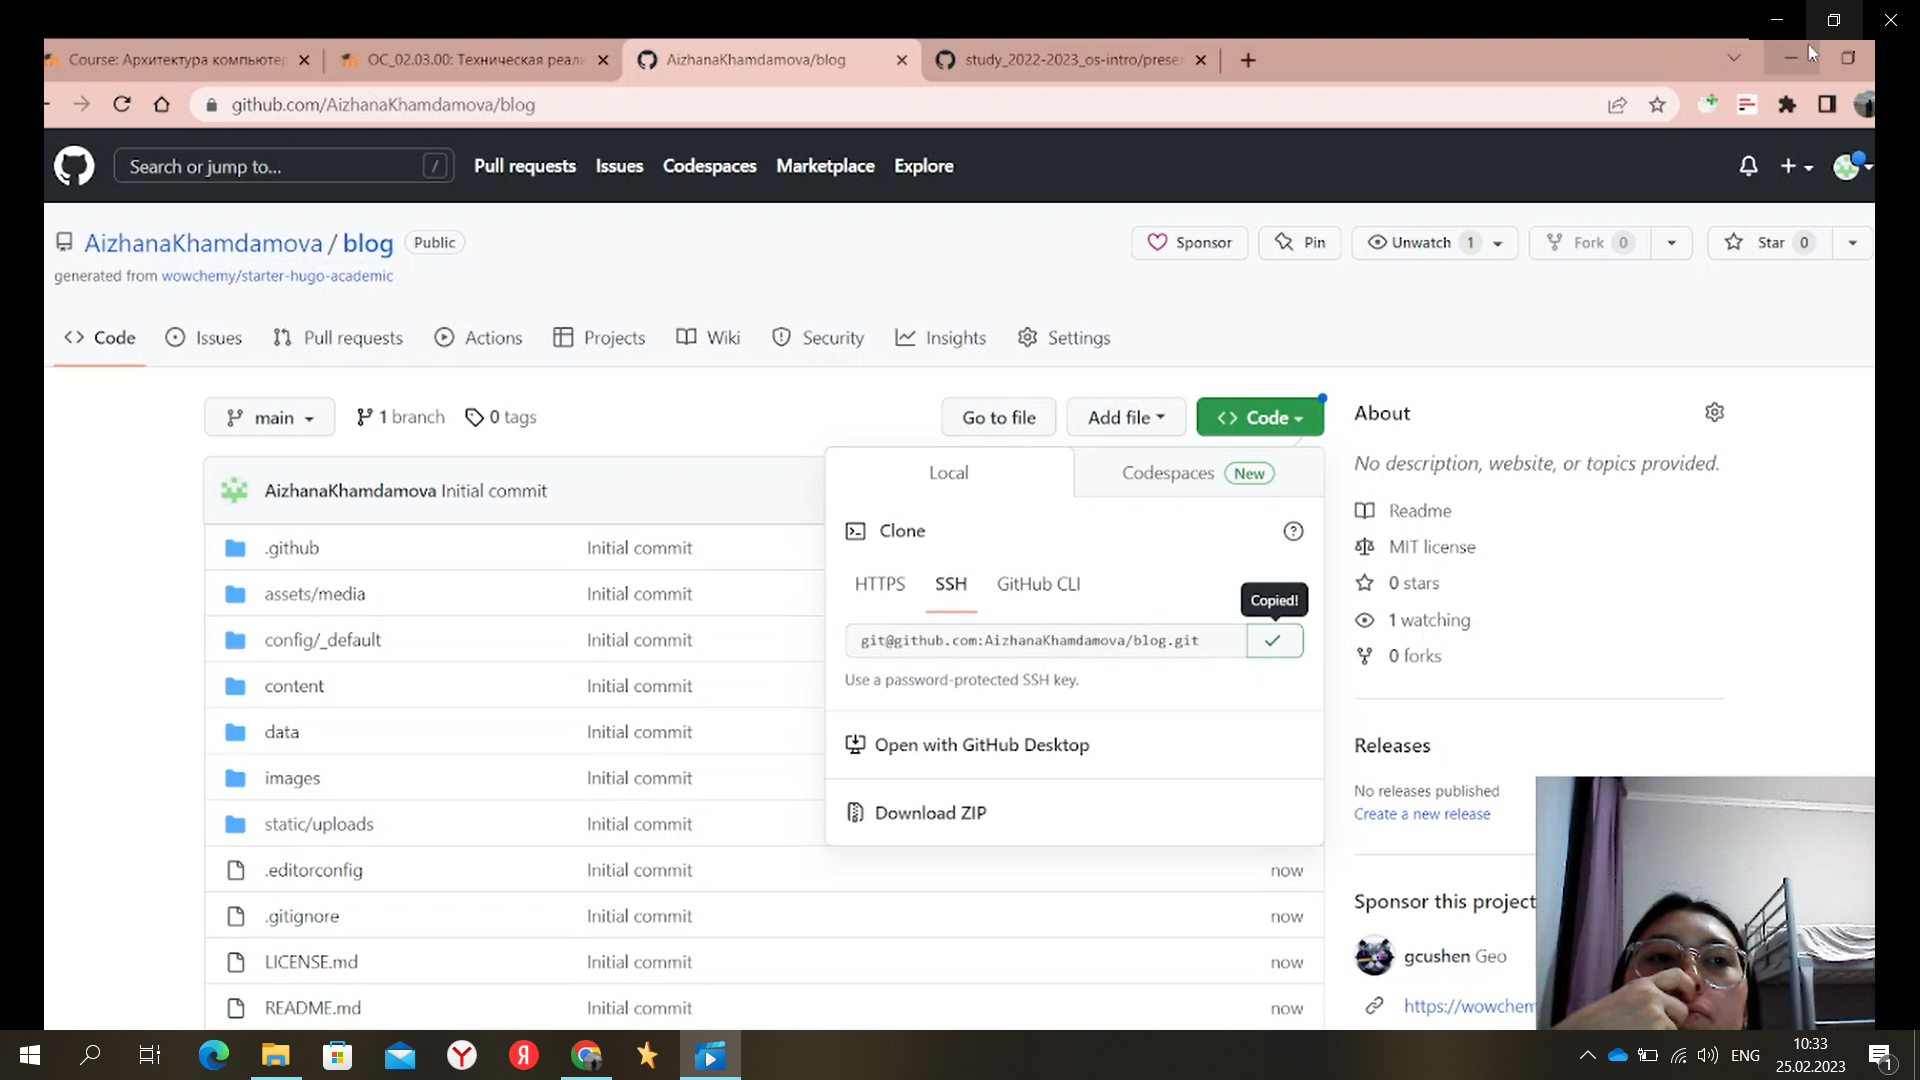 Course: Архитектура компьютер
ОС_02.03.00: Техническая реали
AizhanaKhamdamova/blog
study_2022-2023_os-intro/prese
github.com/AizhanaKhamdamova/blog
Search or jump to... /
Pull requests Issues Codespaces Marketplace Explore
AizhanaKhamdamova / blog Public
Sponsor Pin Unwatch 1 Fork 0 Star 0
generated from wowchemy/starter-hugo-academic
Code Issues Pull requests Actions Projects Wiki Security Insights Settings
main 1 branch 0 tags
Go to file Add file Code
About
No description, website, or topics provided.
Readme
MIT license
0 stars
1 watching
0 forks
Releases
No releases published
Create a new release
Sponsor this project
gcushen Geo
https://wowchem
Local Codespaces New
Clone
HTTPS SSH GitHub CLI
Copied!
git@github.com:AizhanaKhamdamova/blog.git
Use a password-protected SSH key.
Open with GitHub Desktop
Download ZIP
AizhanaKhamdamova Initial commit
.github Initial commit
assets/media Initial commit
config/_default Initial commit
content Initial commit
data Initial commit
images Initial commit
static/uploads Initial commit
.editorconfig Initial commit now
.gitignore Initial commit now
LICENSE.md Initial commit now
README.md Initial commit now
ENG
10:33
25.02.2023
1